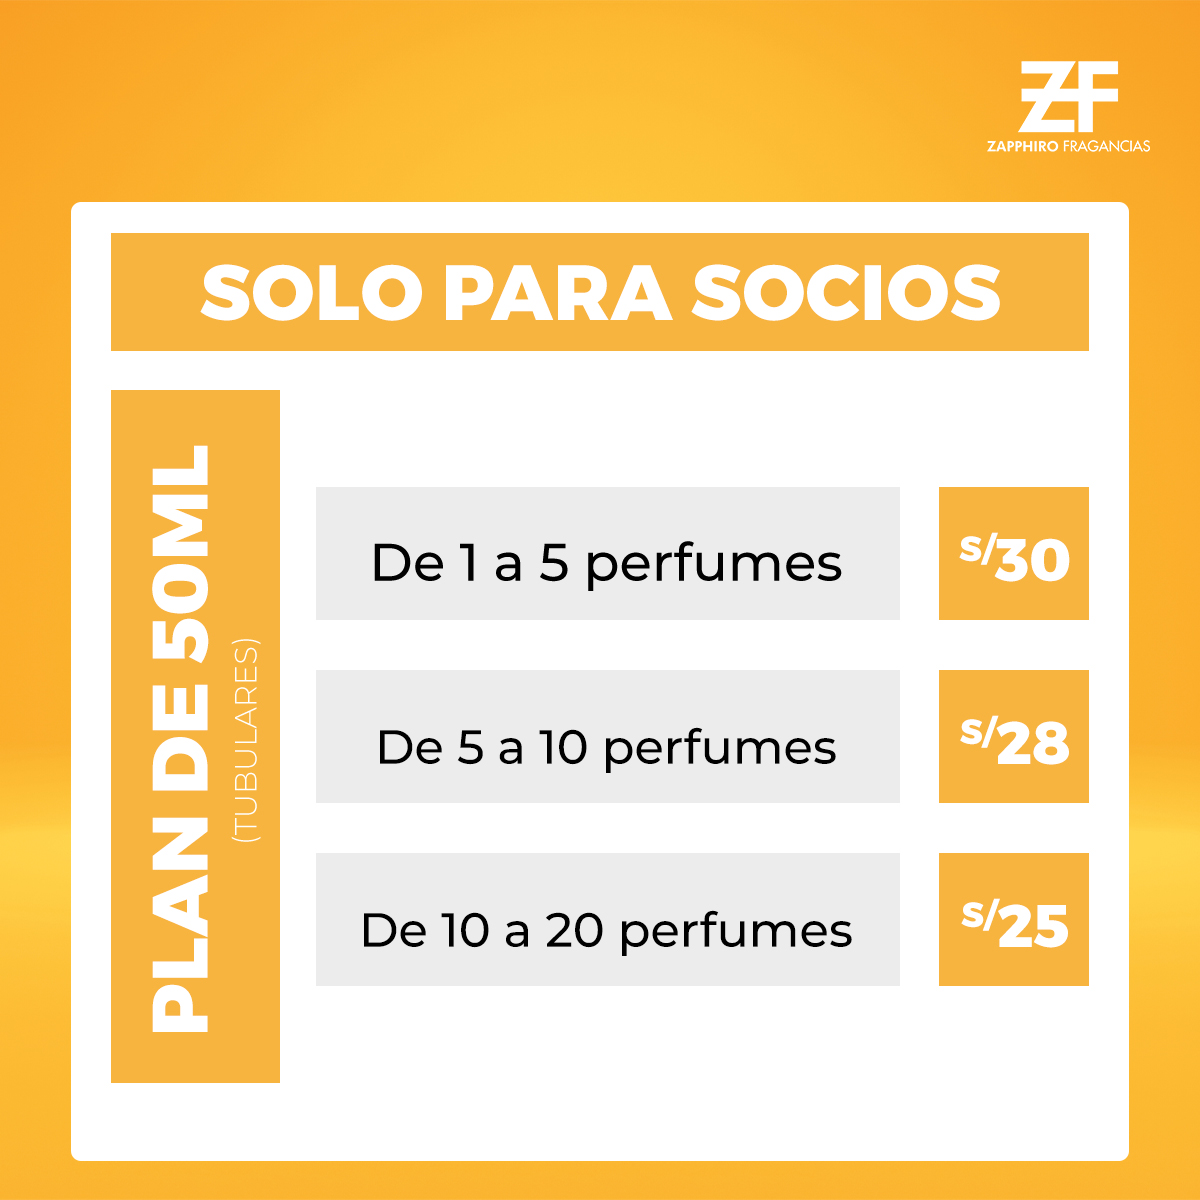 ZF
ZAPPHIRO FRAGANCIAS
SOLO PARA SOCIOS
PLAN DE 50ML
(TUBULARES)
De 1 a 5 perfumes
S/30
De 5 a 10 perfumes
S/28
De 10 a 20 perfumes
S/25